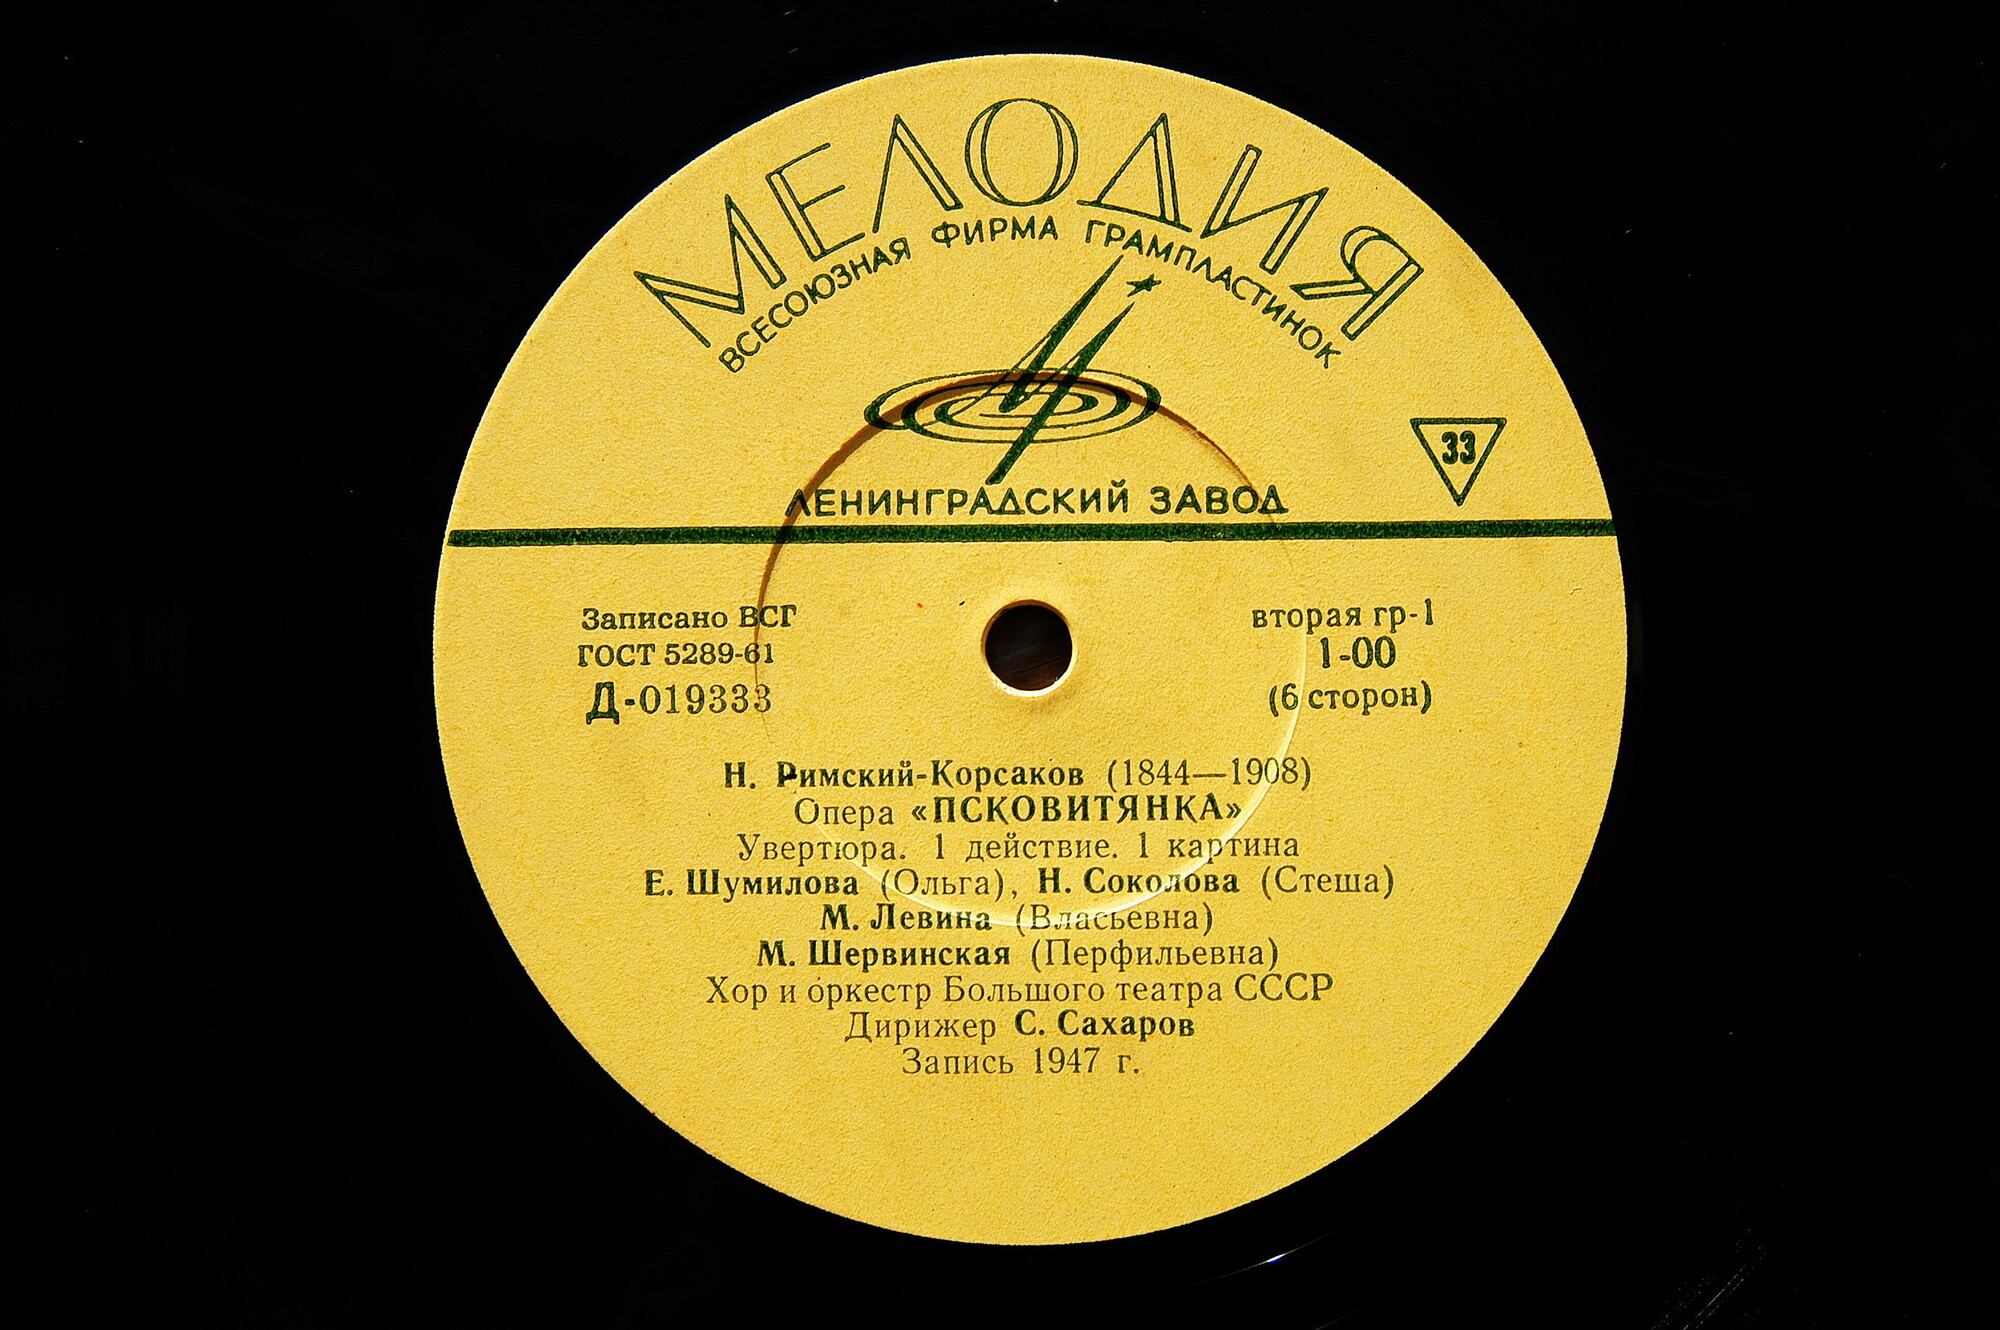 МЕЛОДИЯ
ВСЕСОЮЗНАЯ ФИРМА ГРАМПЛАСТИНОК
33
ЛЕНИНГРАДСКИЙ ЗАВОД
Записано ВСГ
ГОСТ 5289-61
Д-019333
вторая гр-1
1-00
(6 сторон)
Н. Римский-Корсаков (1844—1908)
Опера «ПСКОВИТЯНКА»
Увертюра. 1 действие. 1 картина
Е. Шумилова (Ольга), Н. Соколова (Стеша)
М. Левина (Власьевна)
М. Шервинская (Перфильевна)
Хор и оркестр Большого театра СССР
Дирижер С. Сахаров
Запись 1947 г.